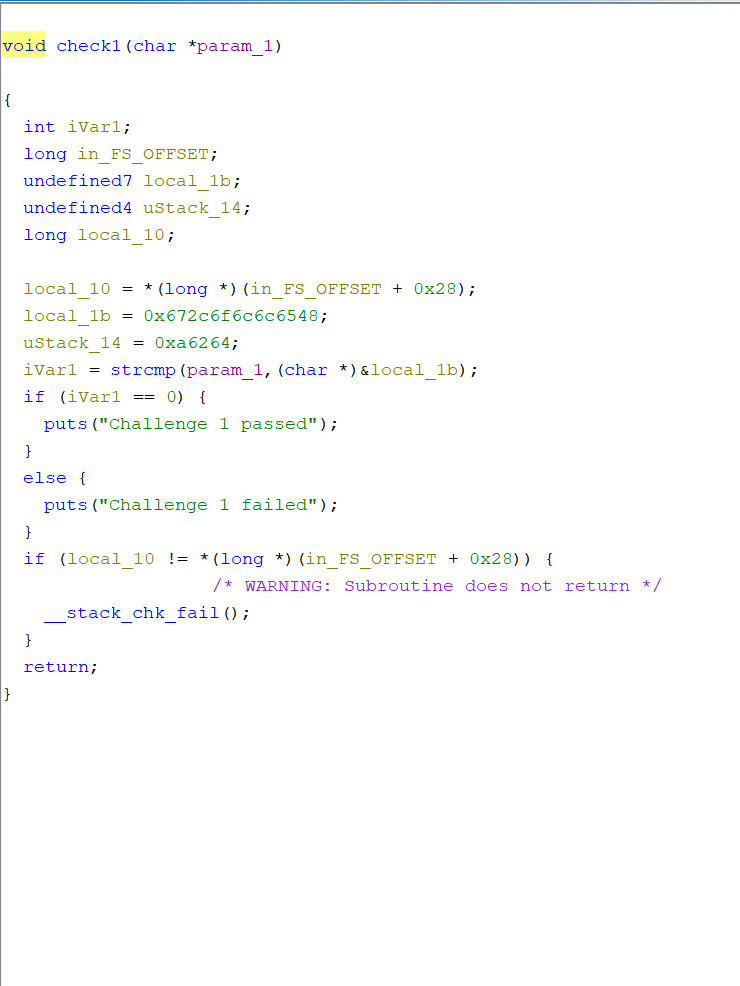 void check1(char *param_1)
{
int iVar1;
long in_FS_OFFSET;
undefined7 local_1b;
undefined4 uStack_14;
long local_10;
local_10 = *(long *)(in_FS_OFFSET + 0x28);
local_1b = 0x672c6f6c6c6548;
uStack_14 = 0xa6264;
iVar1 = strcmp(param_1,(char *)&local_1b);
if (iVar1 == 0) {
puts("Challenge 1 passed");
}
else {
puts("Challenge 1 failed");
}
if (local_10 != *(long *)(in_FS_OFFSET + 0x28)) {
/* WARNING: Subroutine does not return */
__stack_chk_fail();
}
return;
}